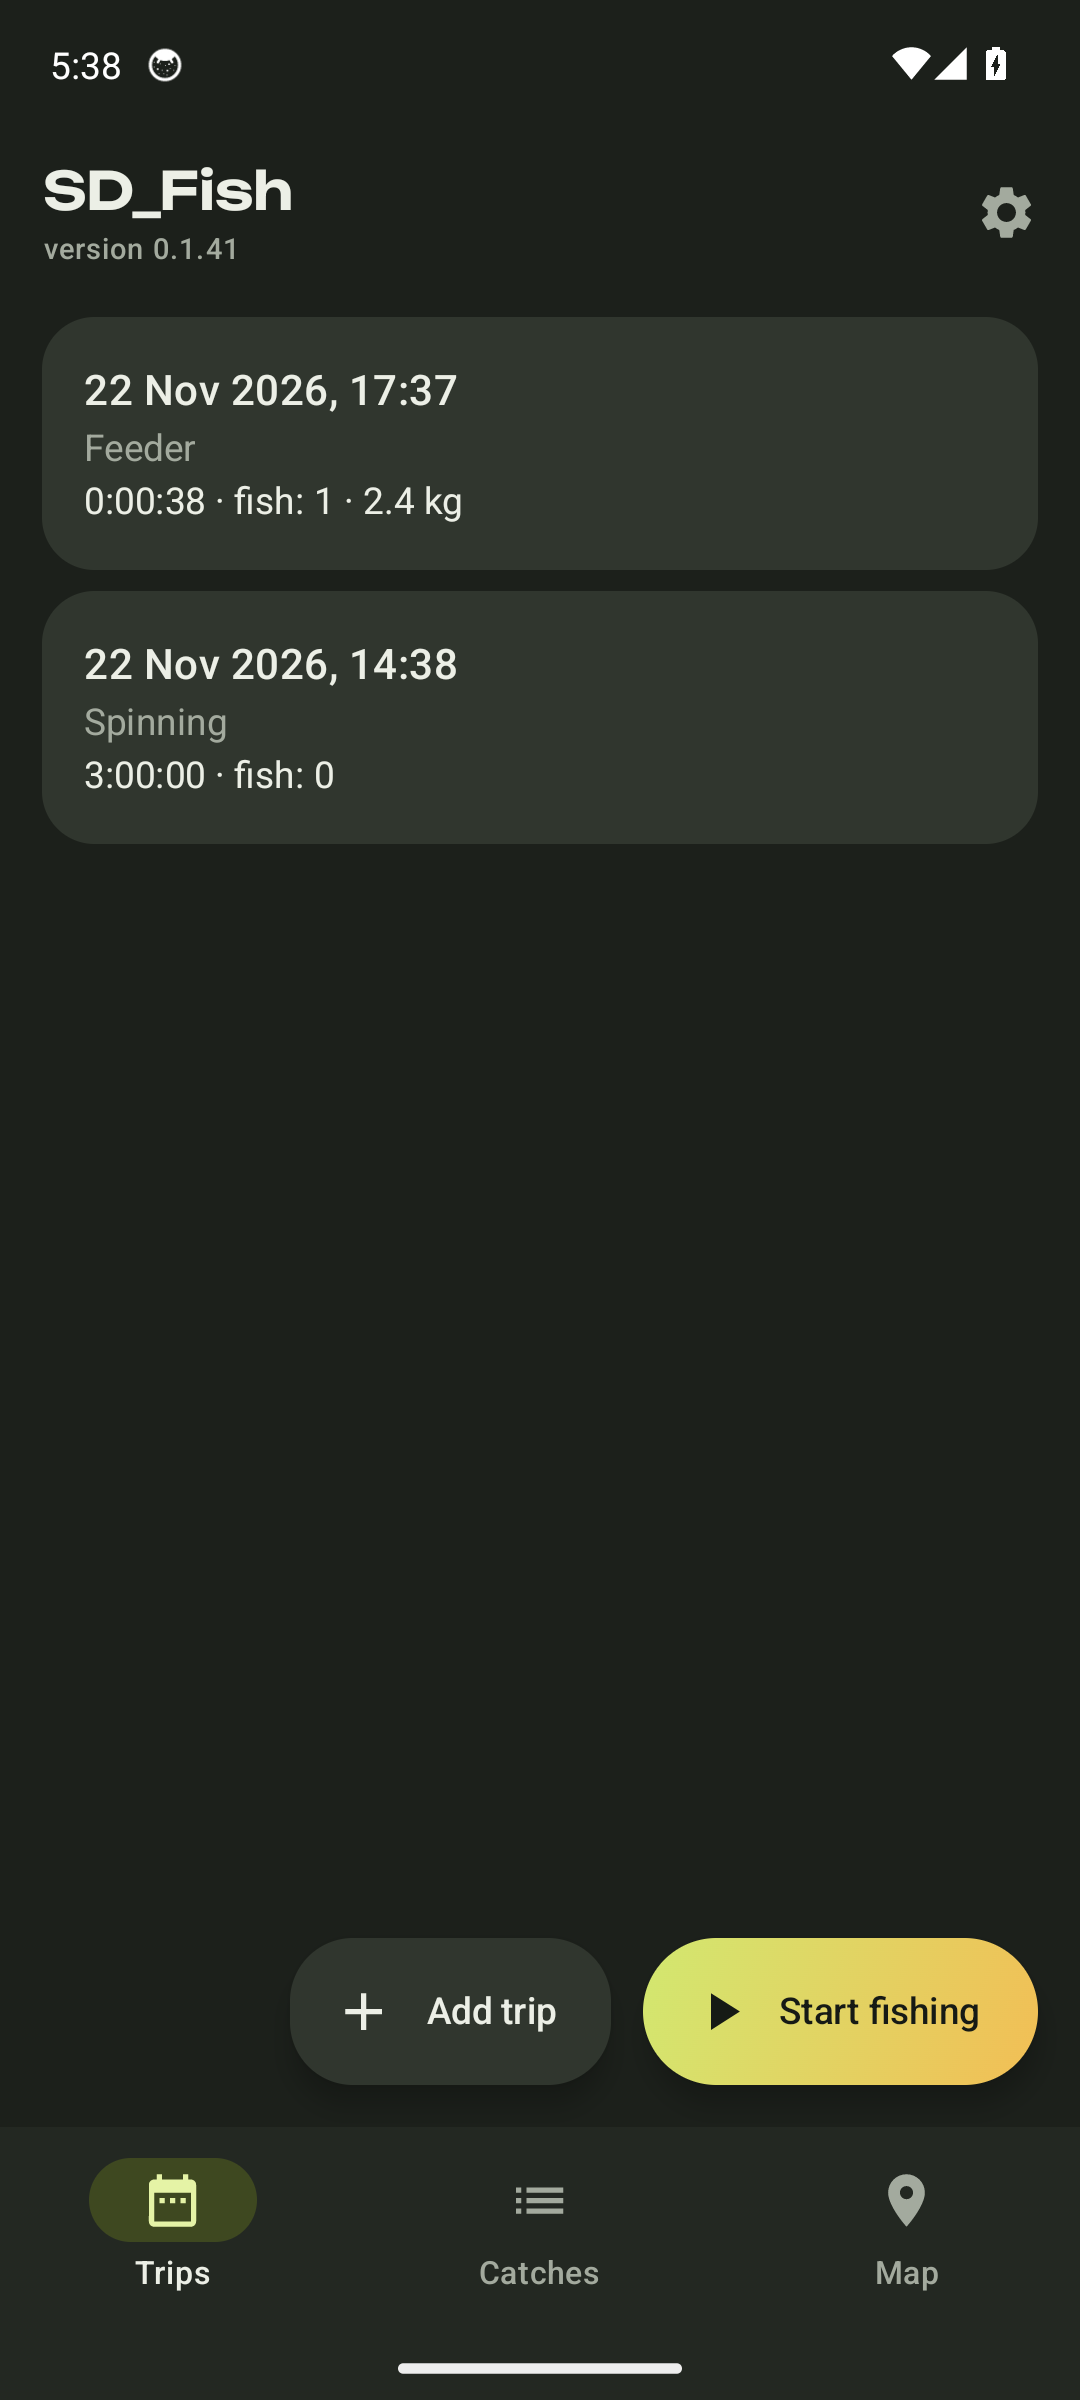 5:38
SD_Fish
version 0.1.41
22 Nov 2026, 17:37
Feeder
0:00:38 · fish: 1 · 2.4 kg
22 Nov 2026, 14:38
Spinning
3:00:00 · fish: 0
Add trip
Start fishing
Trips
Catches
Map